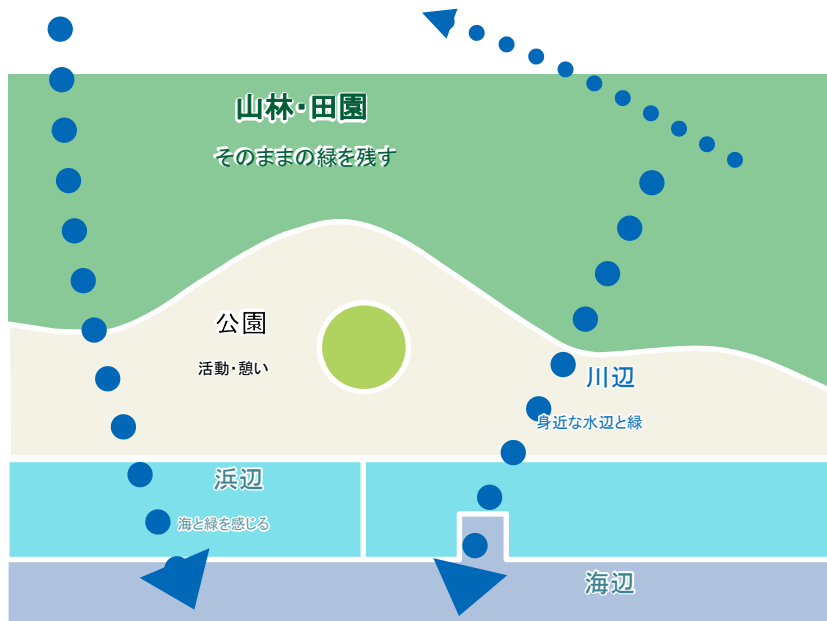 山林・田園
そのままの緑を残す
公園
活動・憩い
川辺
身近な水辺と緑
浜辺
海と緑を感じる
海辺